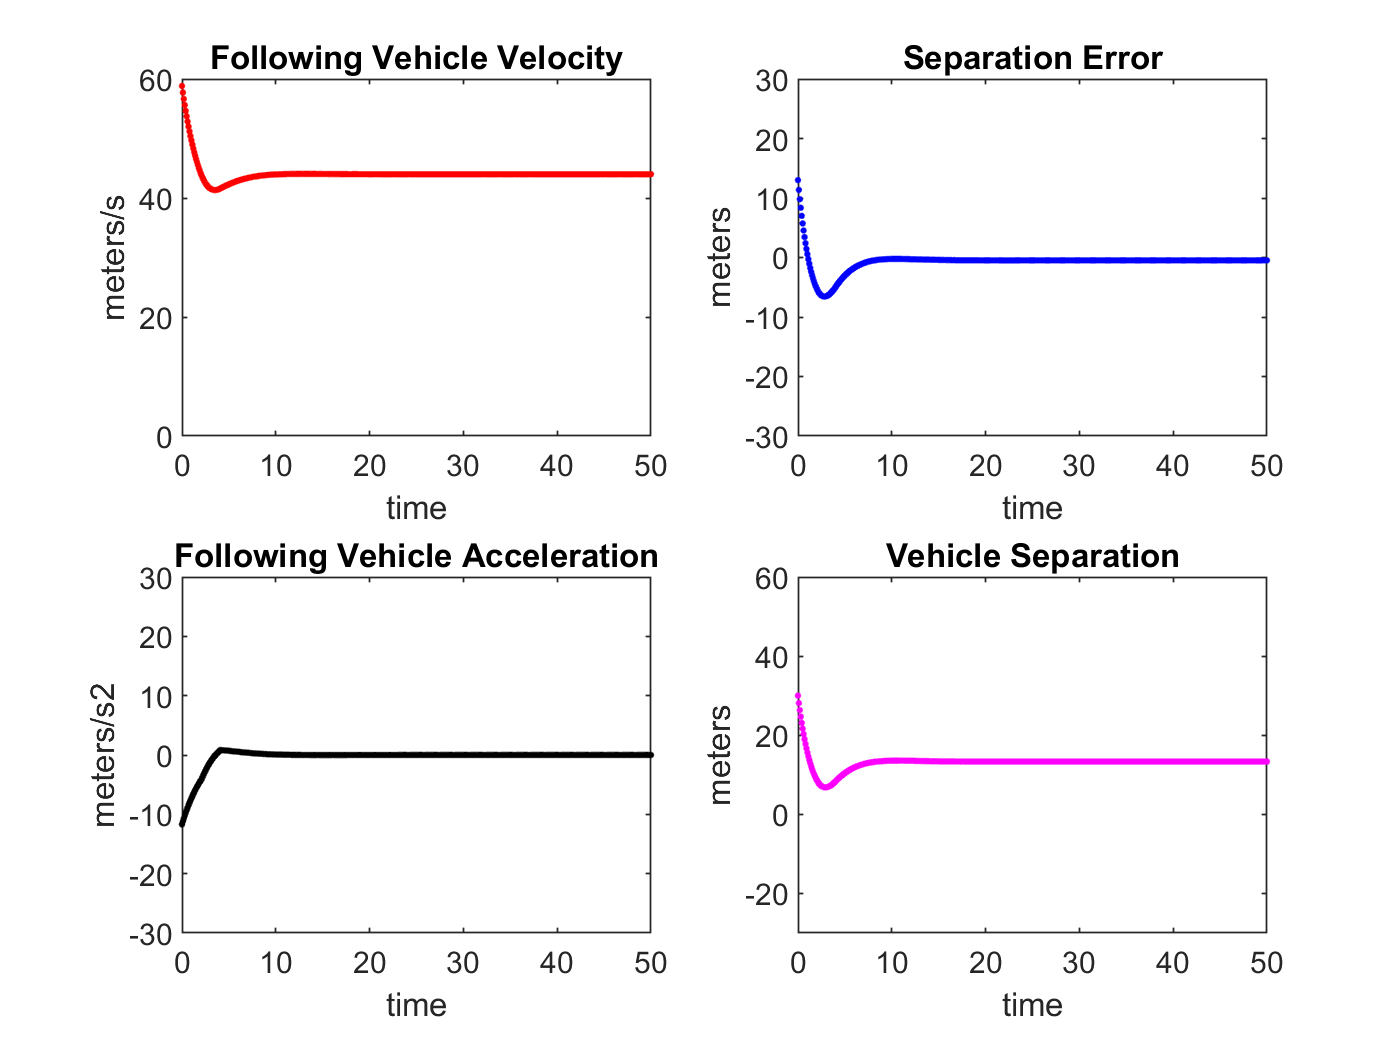 Following Vehicle Velocity
60
40
20
0
meters/s
0 10 20 30 40 50
time
Separation Error
30
20
10
0
-10
-20
-30
meters
0 10 20 30 40 50
time
Following Vehicle Acceleration
30
20
10
0
-10
-20
-30
meters/s2
0 10 20 30 40 50
time
Vehicle Separation
60
40
20
0
-20
meters
0 10 20 30 40 50
time